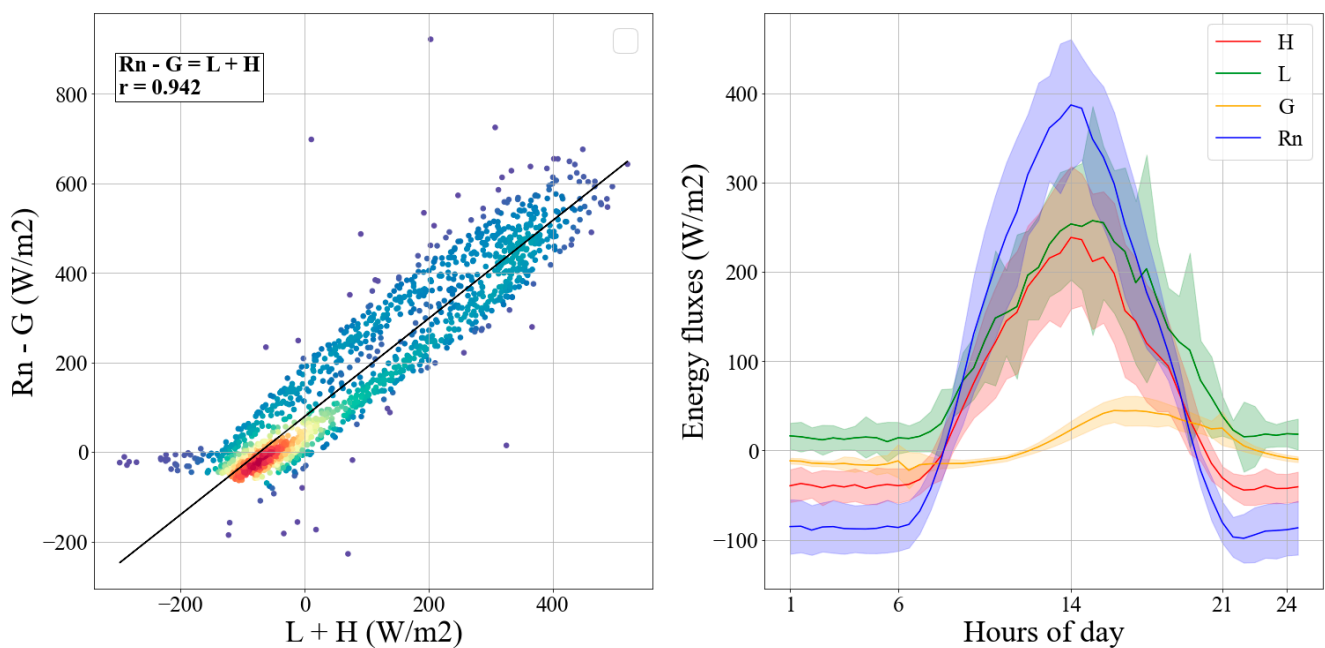 Rn - G = L + H
r = 0.942
Rn - G (W/m2)
800
600
400
200
0
−200
−200
0
200
400
L + H (W/m2)
H
L
G
Rn
Energy fluxes (W/m2)
400
300
200
100
0
−100
1
6
14
21
24
Hours of day